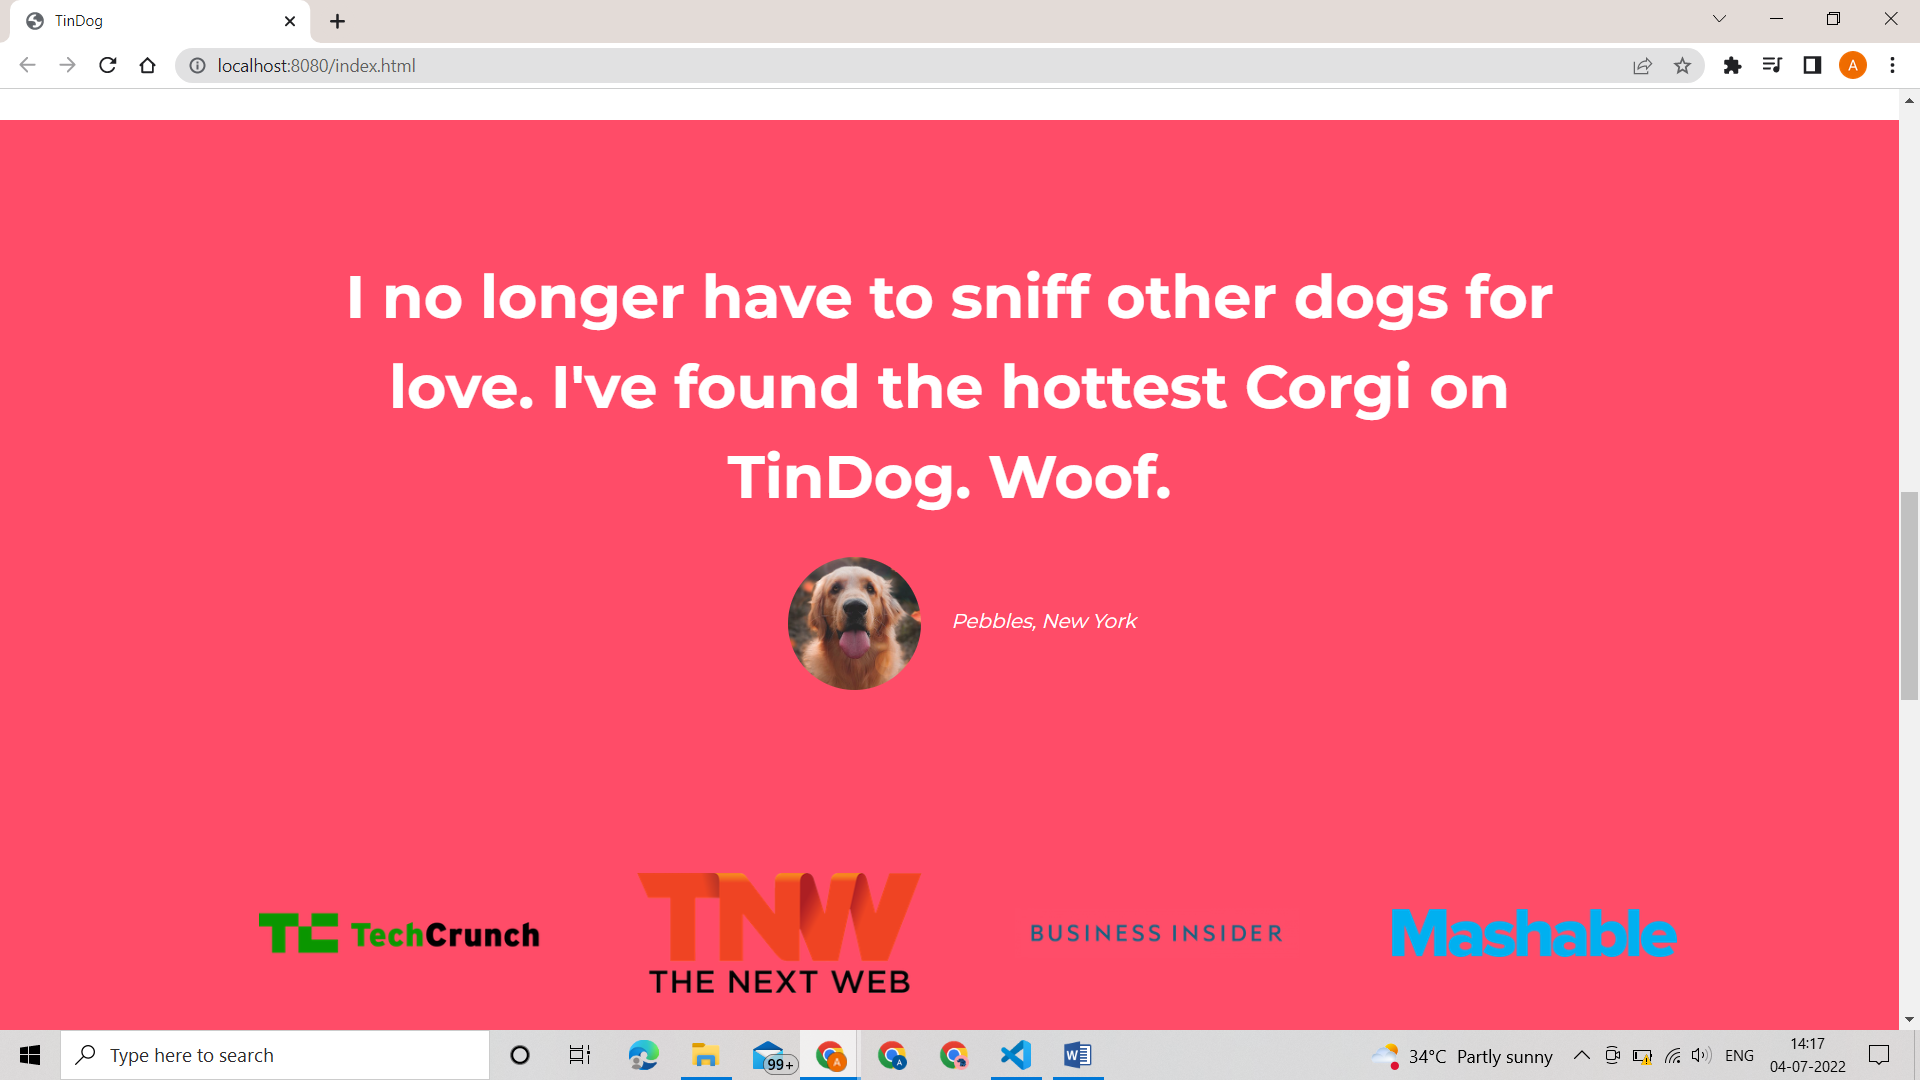 TinDog
localhost:8080/index.html
A
I no longer have to sniff other dogs for
love. I've found the hottest Corgi on
TinDog. Woof.
Pebbles, New York
TC TechCrunch
TNW
THE NEXT WEB
BUSINESS INSIDER
Mashable
Type here to search
99+
A
A
W
34°C Partly sunny
ENG
14:17
04-07-2022